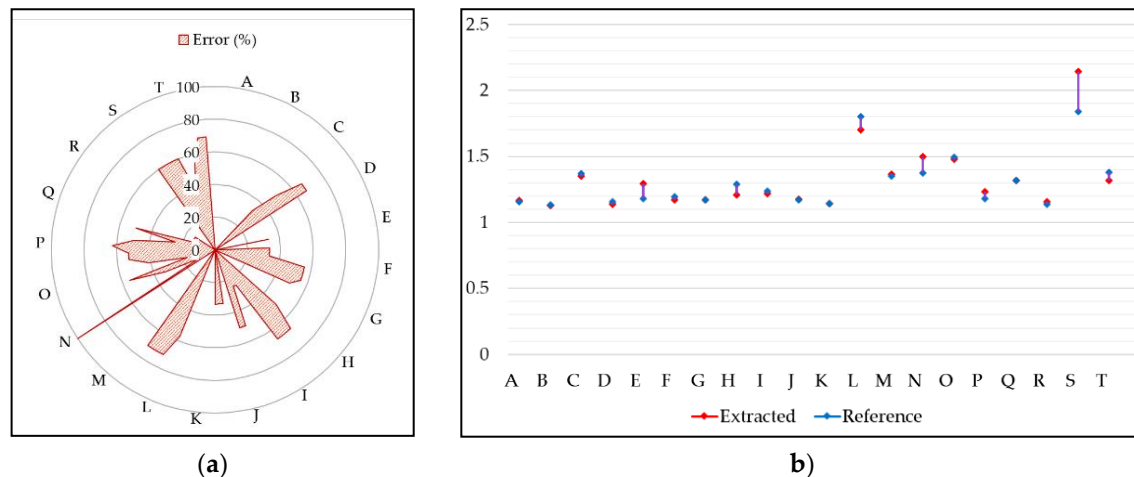 Error (%)
A
B
C
D
E
F
G
H
I
J
K
L
M
N
O
P
Q
R
S
T
100
80
60
40
20
0
2.5
2
1.5
1
0.5
0
A B C D E F G H I J K L M N O P Q R S T
Extracted Reference
(a)
b)